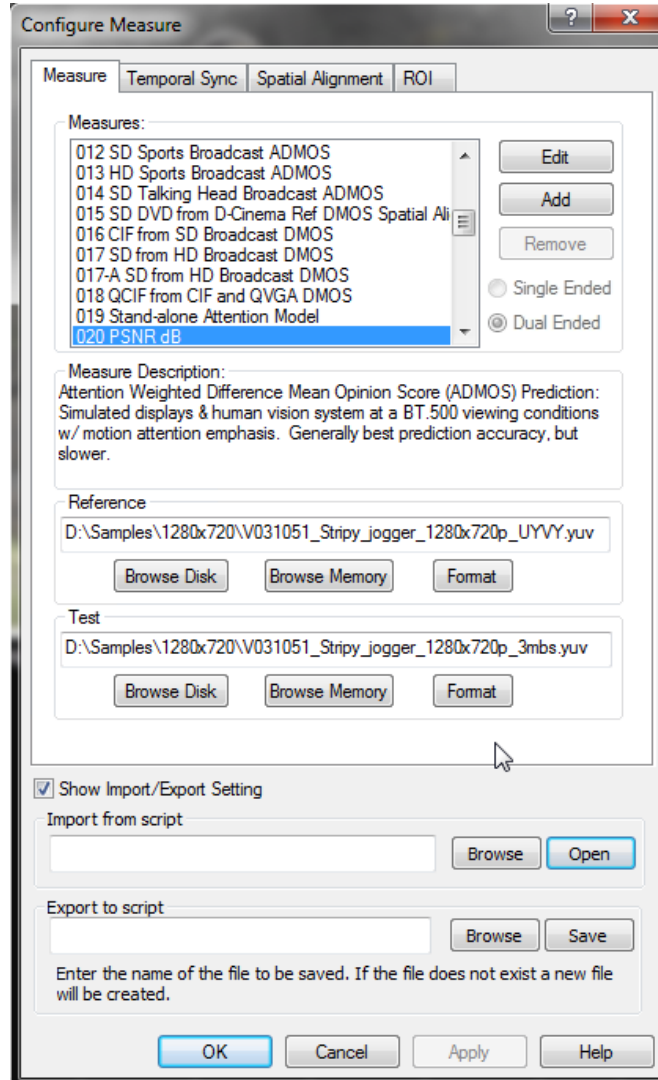 Configure Measure
?
X
Measure Temporal Sync Spatial Alignment ROI
Measures:
012 SD Sports Broadcast ADMOS
013 HD Sports Broadcast ADMOS
014 SD Talking Head Broadcast ADMOS
015 SD DVD from D-Cinema Ref DMOS Spatial Ali
016 CIF from SD Broadcast DMOS
017 SD from HD Broadcast DMOS
017-A SD from HD Broadcast DMOS
018 QCIF from CIF and QVGA DMOS
019 Stand-alone Attention Model
020 PSNR dB
Edit
Add
Remove
Single Ended
Dual Ended
Measure Description:
Attention Weighted Difference Mean Opinion Score (ADMOS) Prediction:
Simulated displays & human vision system at a BT.500 viewing conditions
w/ motion attention emphasis. Generally best prediction accuracy, but
slower.
Reference
D:\Samples\1280x720\V031051_Stripy_jogger_1280x720p_UYVY.yuv
Browse Disk Browse Memory Format
Test
D:\Samples\1280x720\V031051_Stripy_jogger_1280x720p_3mbs.yuv
Browse Disk Browse Memory Format
Show Import/Export Setting
Import from script
Browse Open
Export to script
Browse Save
Enter the name of the file to be saved. If the file does not exist a new file
will be created.
OK Cancel Apply Help